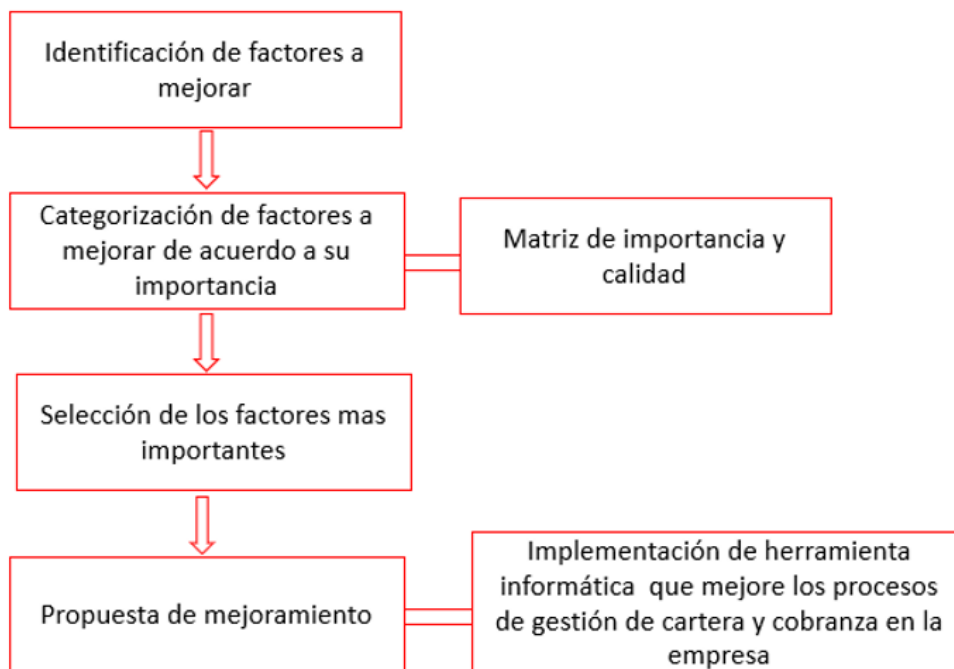 Identificación de factores a
mejorar
Categorización de factores a
mejorar de acuerdo a su
importancia
Matriz de importancia y
calidad
Selección de los factores mas
importantes
Propuesta de mejoramiento
Implementación de herramienta
informática que mejore los procesos
de gestión de cartera y cobranza en la
empresa